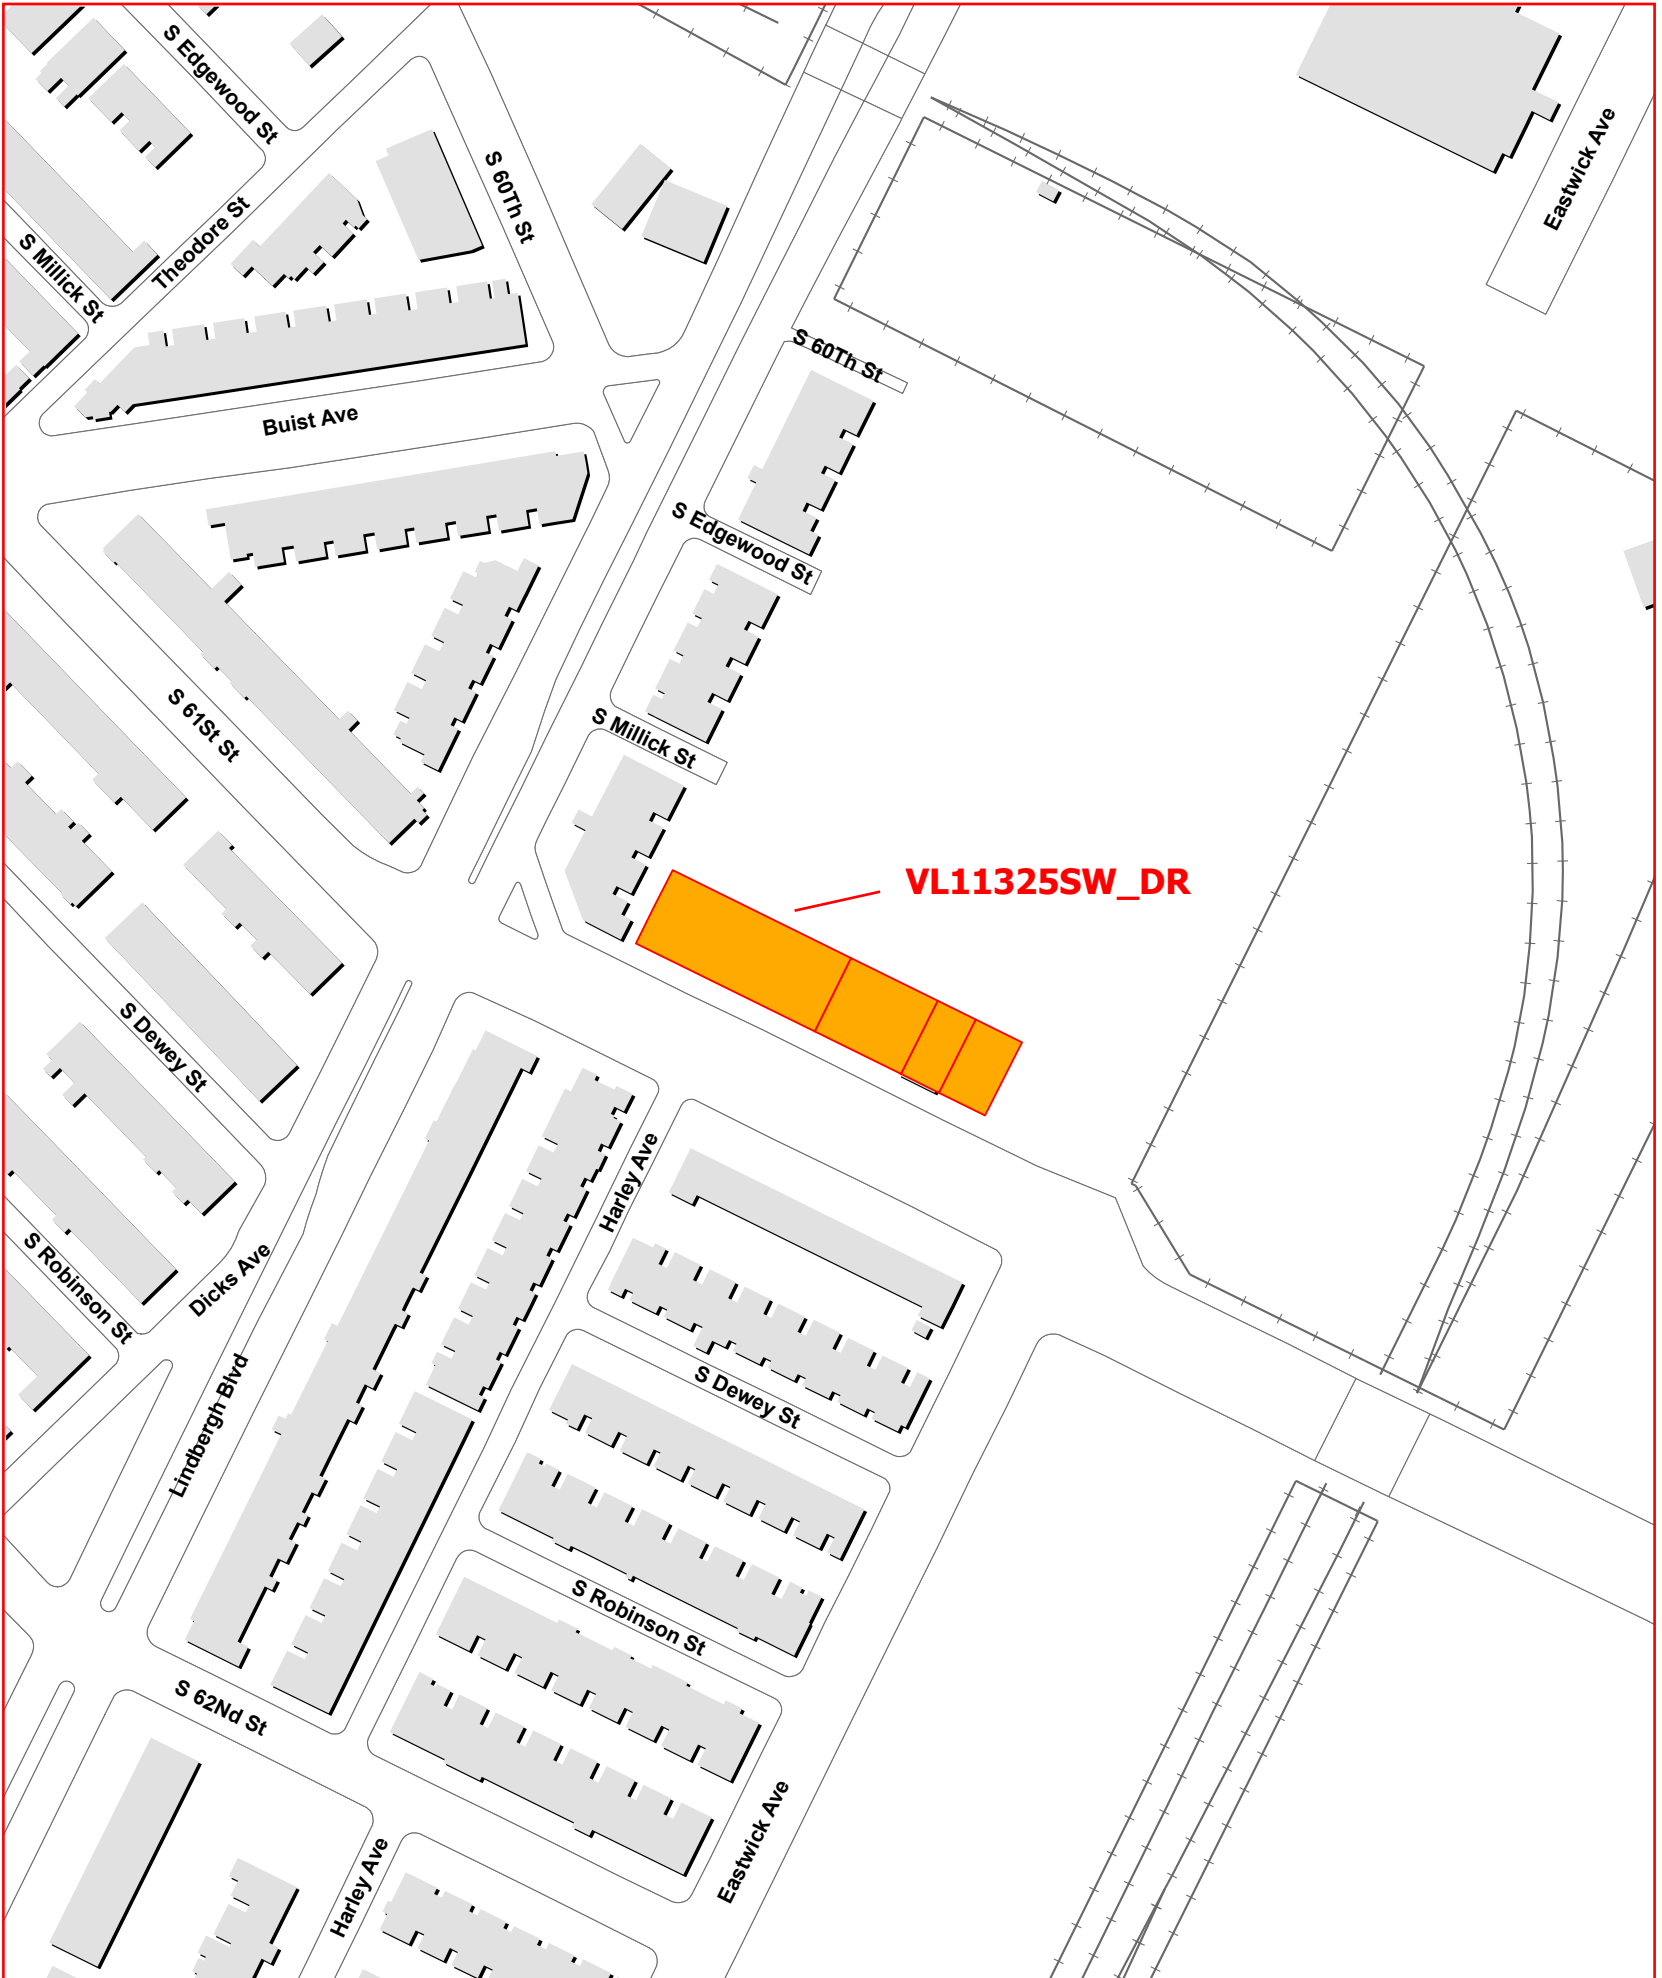 S Edgewood St
S 60Th St
Eastwick Ave
Theodore St
S Millick St
S 60Th St
Buist Ave
S Edgewood St
S 61St St
S Millick St
VL11325SW_DR
S Dewey St
Harley Ave
Dicks Ave
S Robinson St
Lindbergh Blvd
S Dewey St
S Robinson St
S 62Nd St
Eastwick Ave
Harley Ave